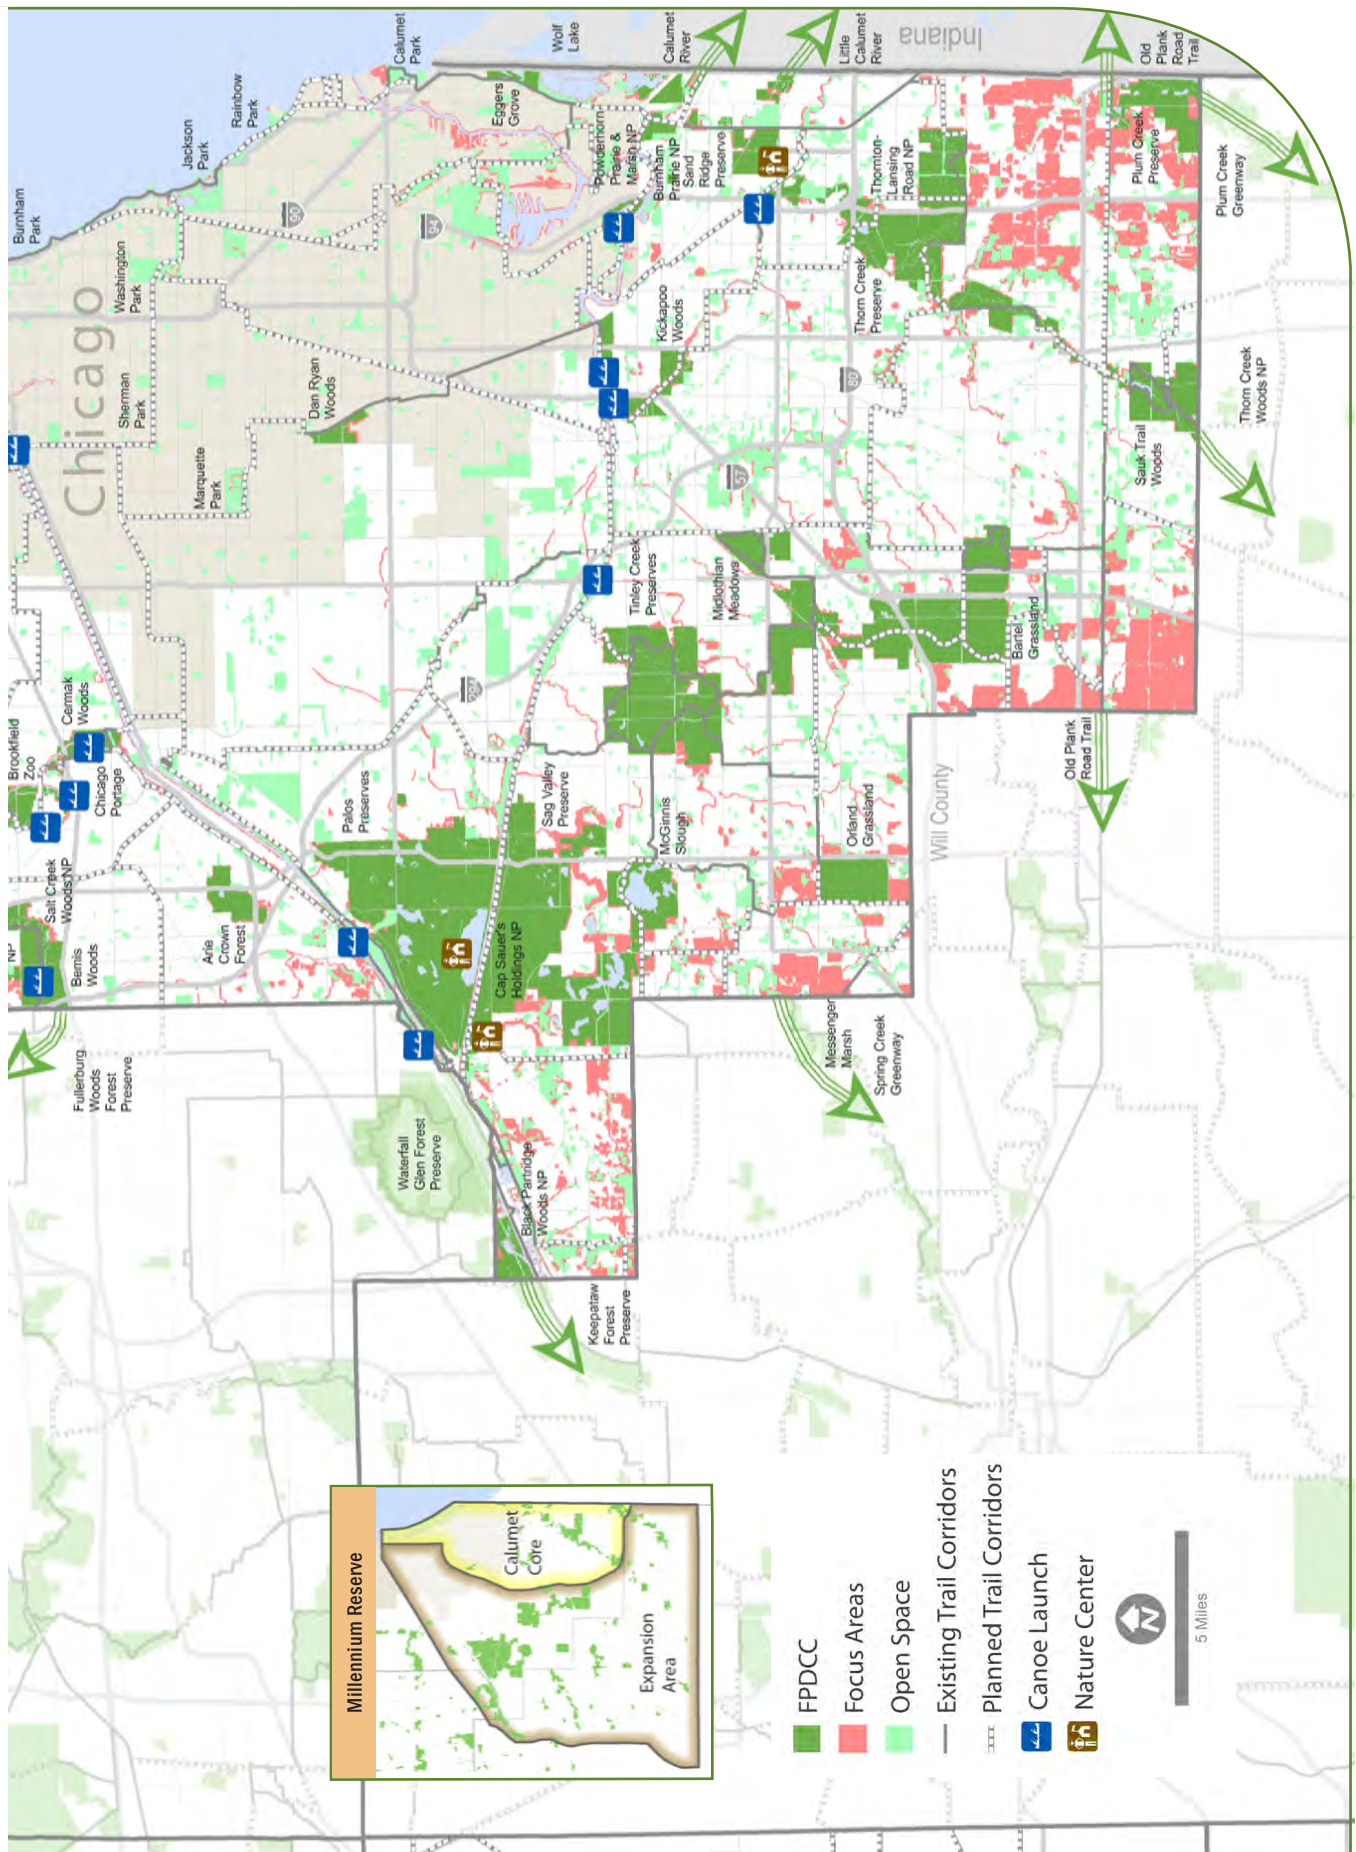 Burnham
Park
Jackson
Park
Rainbow
Park
Calumet
Park
Wolf
Lake
Calumet
River
Little
Calumet
River
Indiana
Old
Plank
Road
Trail
Chicago
Washington
Park
90
94
Eggers
Grove
Powderhorn
Prairie &
Marsh NP
Burnham
Prairie NP
Sand
Ridge
Preserve
Thornton-
Lansing
Road NP
Plum Creek
Preserve
Plum Creek
Greenway
Sherman
Park
Dan Ryan
Woods
Kickapoo
Woods
Thorn Creek
Preserve
80
Marquette
Park
57
Sauk Trail
Woods
Thorn Creek
Woods NP
Tinley Creek
Preserves
Midlothian
Meadows
Bartel
Grassland
Brookfield
Zoo
Cermak
Woods
Chicago
Portage
294
Palos
Preserves
Sag Valley
Preserve
McGinnis
Slough
Orland
Grassland
Will County
Old Plank
Road Trail
NP
Salt Creek
Woods NP
Bemis
Woods
Arie
Crown
Forest
Cap Sauer's
Holdings NP
Fullerburg
Woods
Forest
Preserve
Waterfall
Glen Forest
Preserve
Black Partridge
Woods NP
Messenger
Marsh
Spring Creek
Greenway
Keepataw
Forest
Preserve
Millennium Reserve
Calumet
Core
Expansion
Area
FPDCC
Focus Areas
Open Space
Existing Trail Corridors
Planned Trail Corridors
Canoe Launch
Nature Center
N
5 Miles